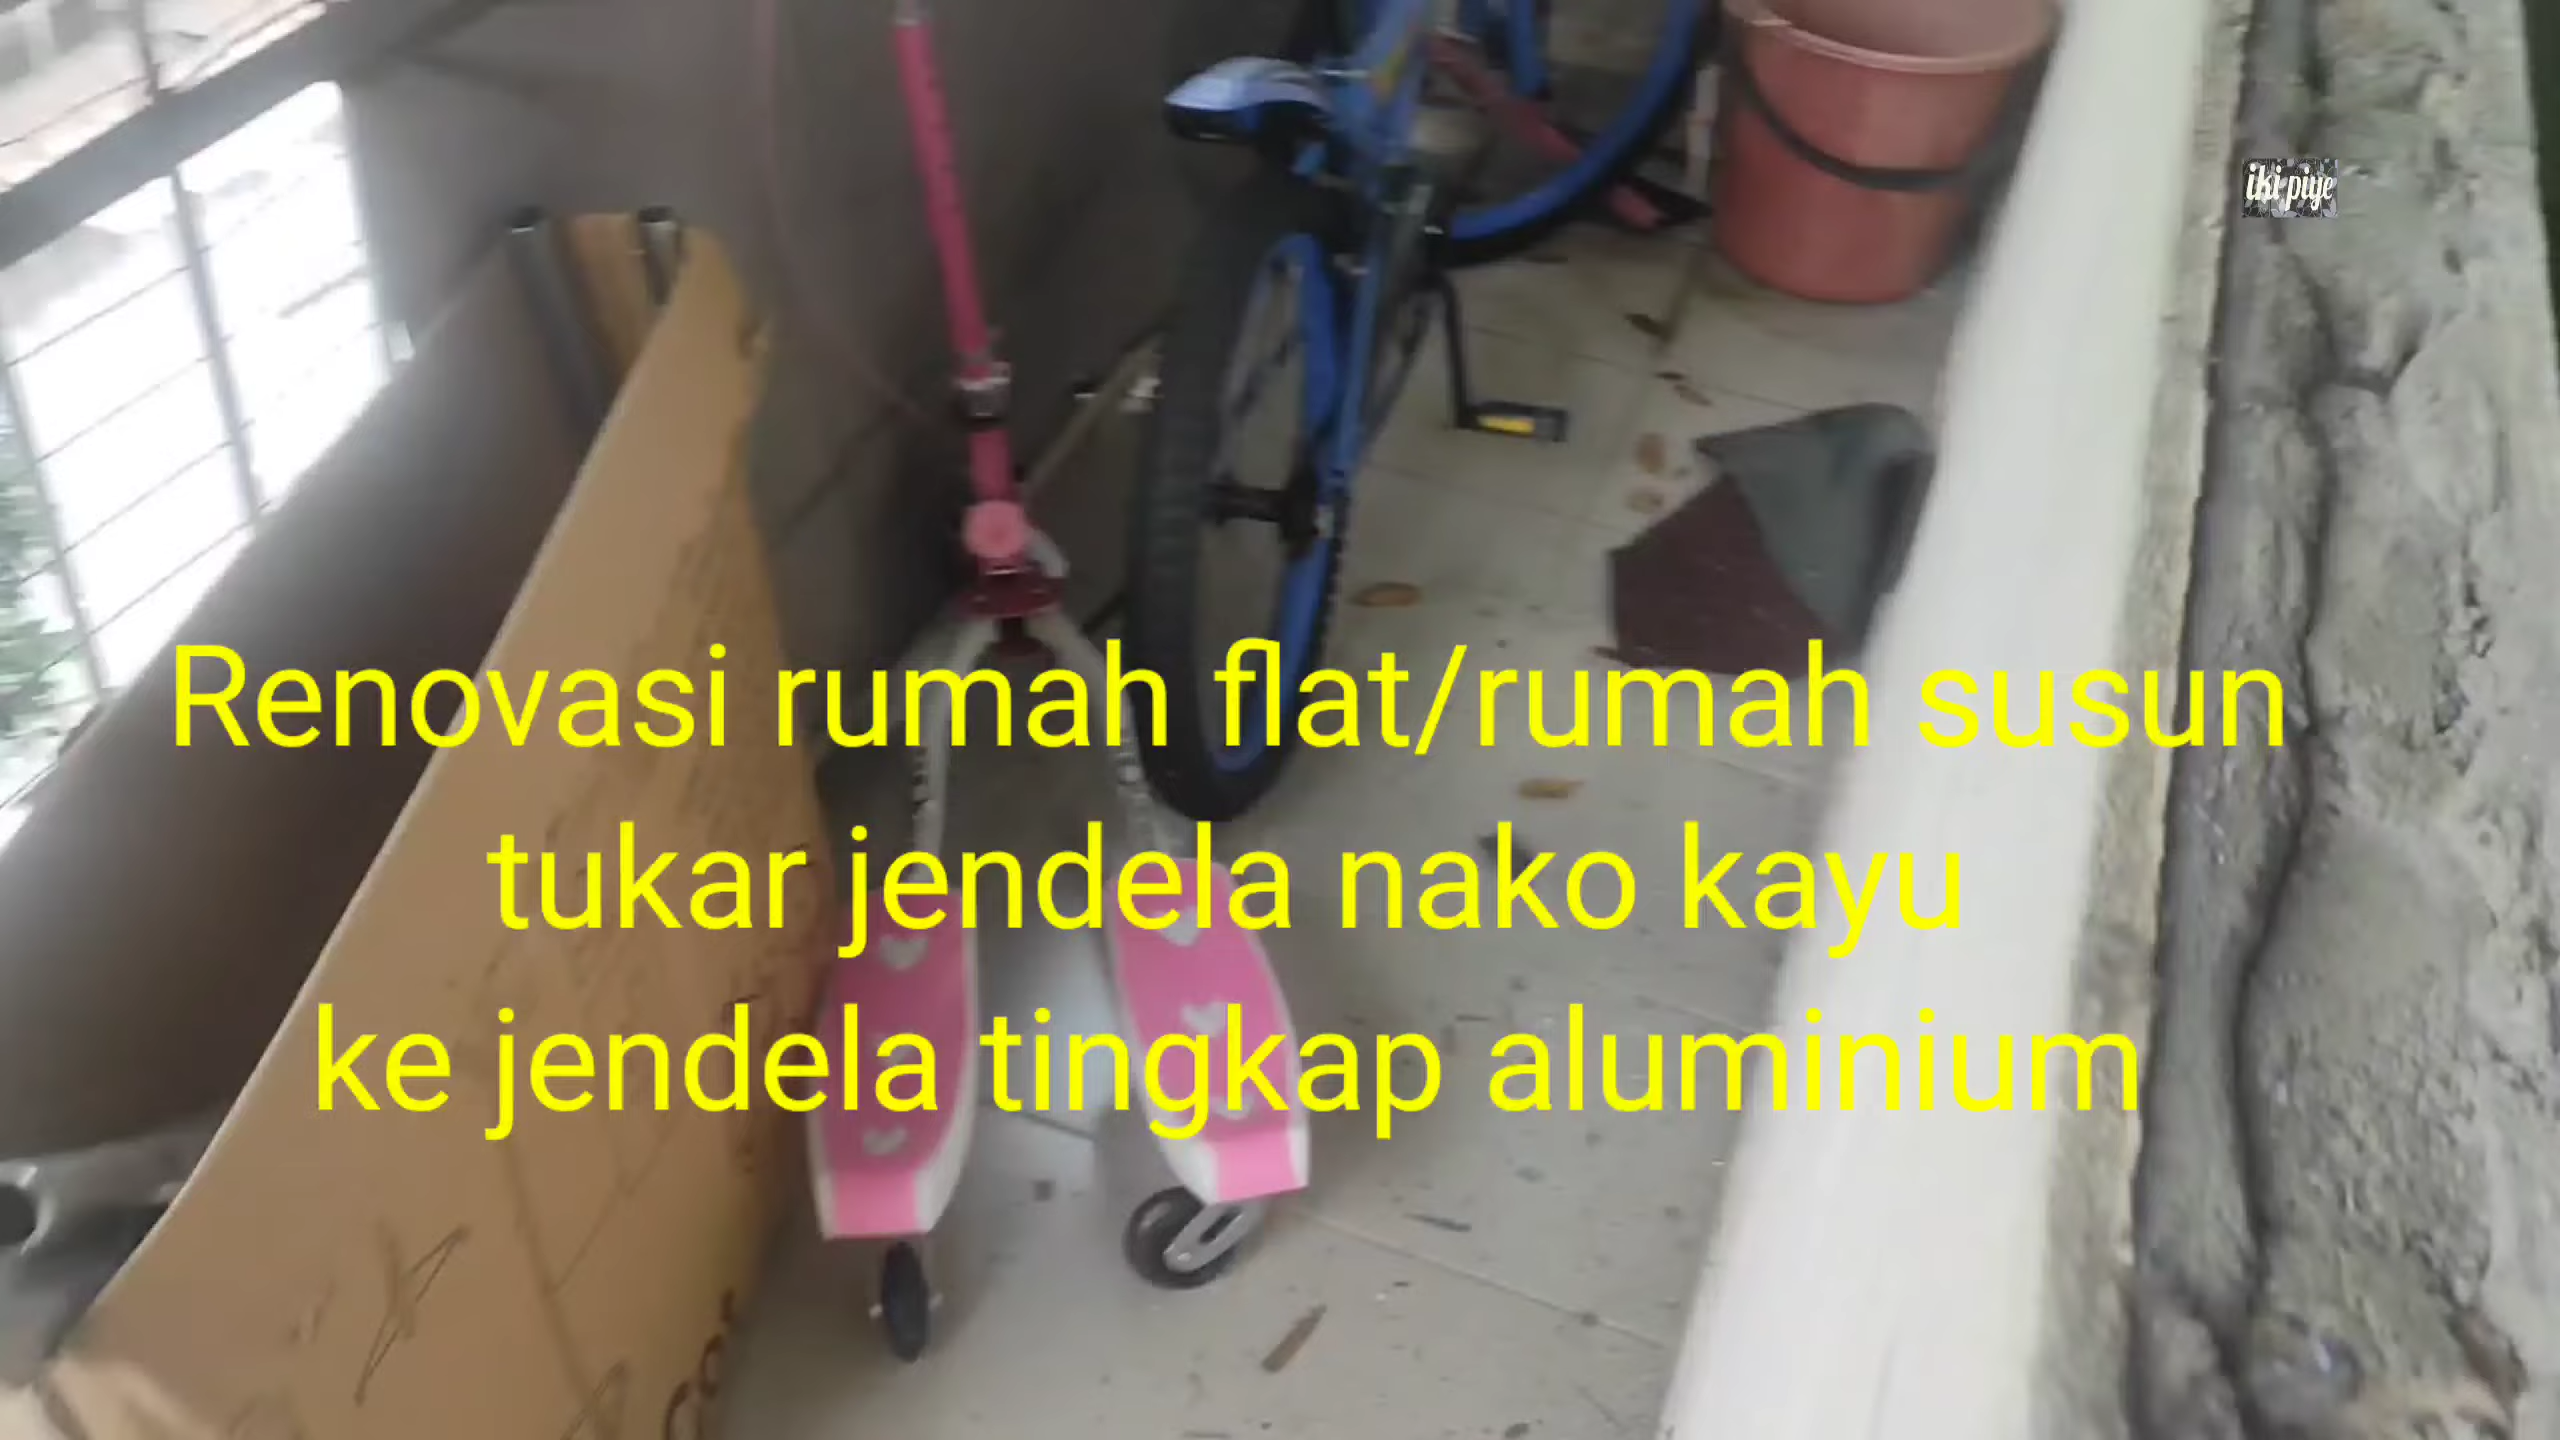 iki piye
Renovasi rumah flat/rumah susun
tukar jendela nako kayu
ke jendela tingkap aluminium